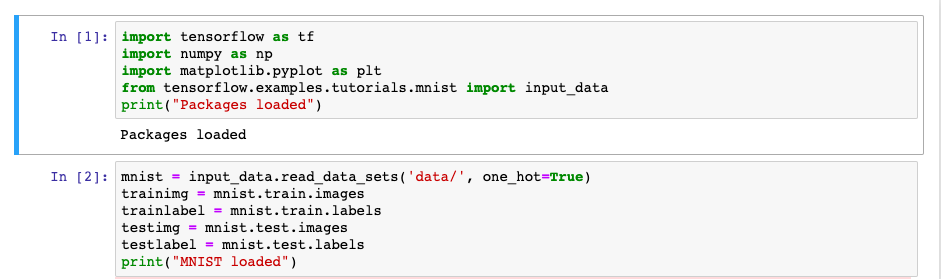 In [1]: import tensorflow as tf
import numpy as np
import matplotlib.pyplot as plt
from tensorflow.examples.tutorials.mnist import input_data
print("Packages loaded")
Packages loaded
In [2]: mnist = input_data.read_data_sets('data/', one_hot=True)
trainimg = mnist.train.images
trainlabel = mnist.train.labels
testimg = mnist.test.images
testlabel = mnist.test.labels
print("MNIST loaded")